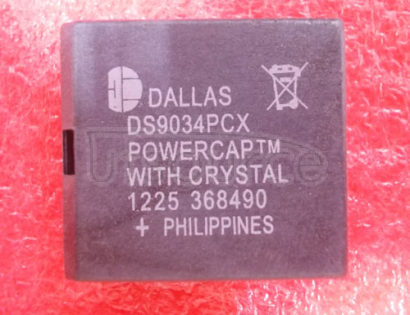 DALLAS
DS9034PCX
POWERCAP™
WITH CRYSTAL
1225 368490
+ PHILIPPINES